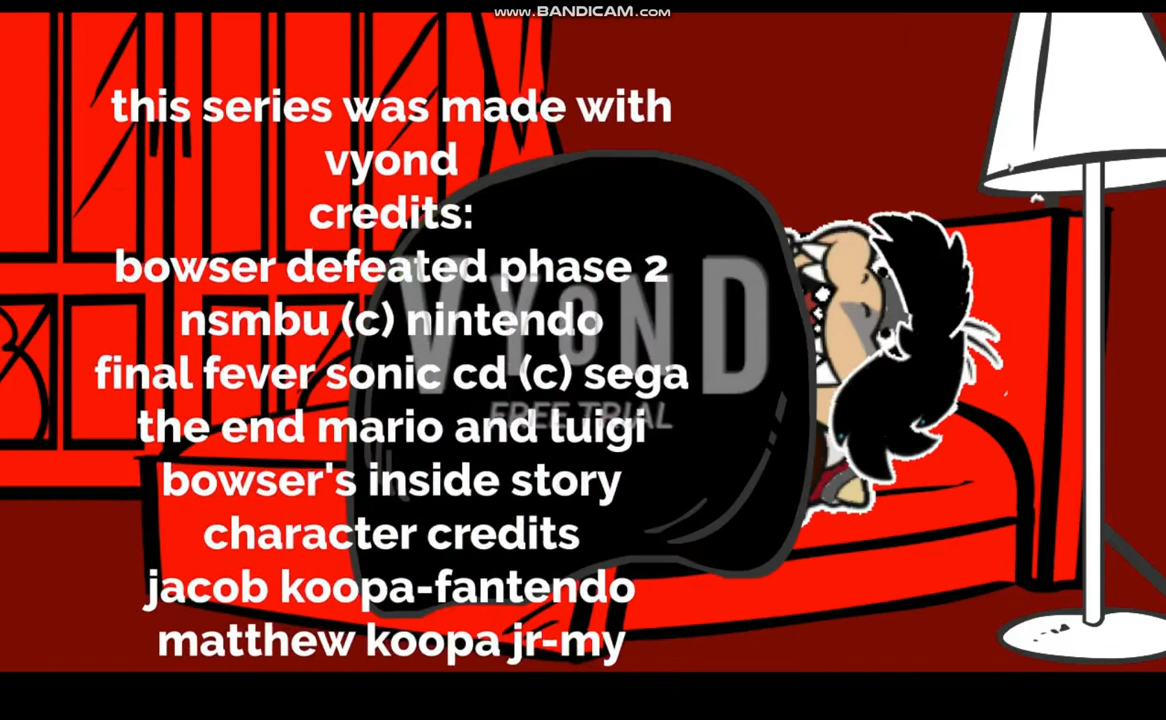 www.BANDICAM.com
this series was made with
vyond
credits:
bowser defeated phase 2
nsmbu (c) nintendo
final fever sonic cd (c) sega
the end mario and luigi
bowser's inside story
character credits
jacob koopa-fantendo
matthew koopa jr-my
VYOND
FREE TRIAL